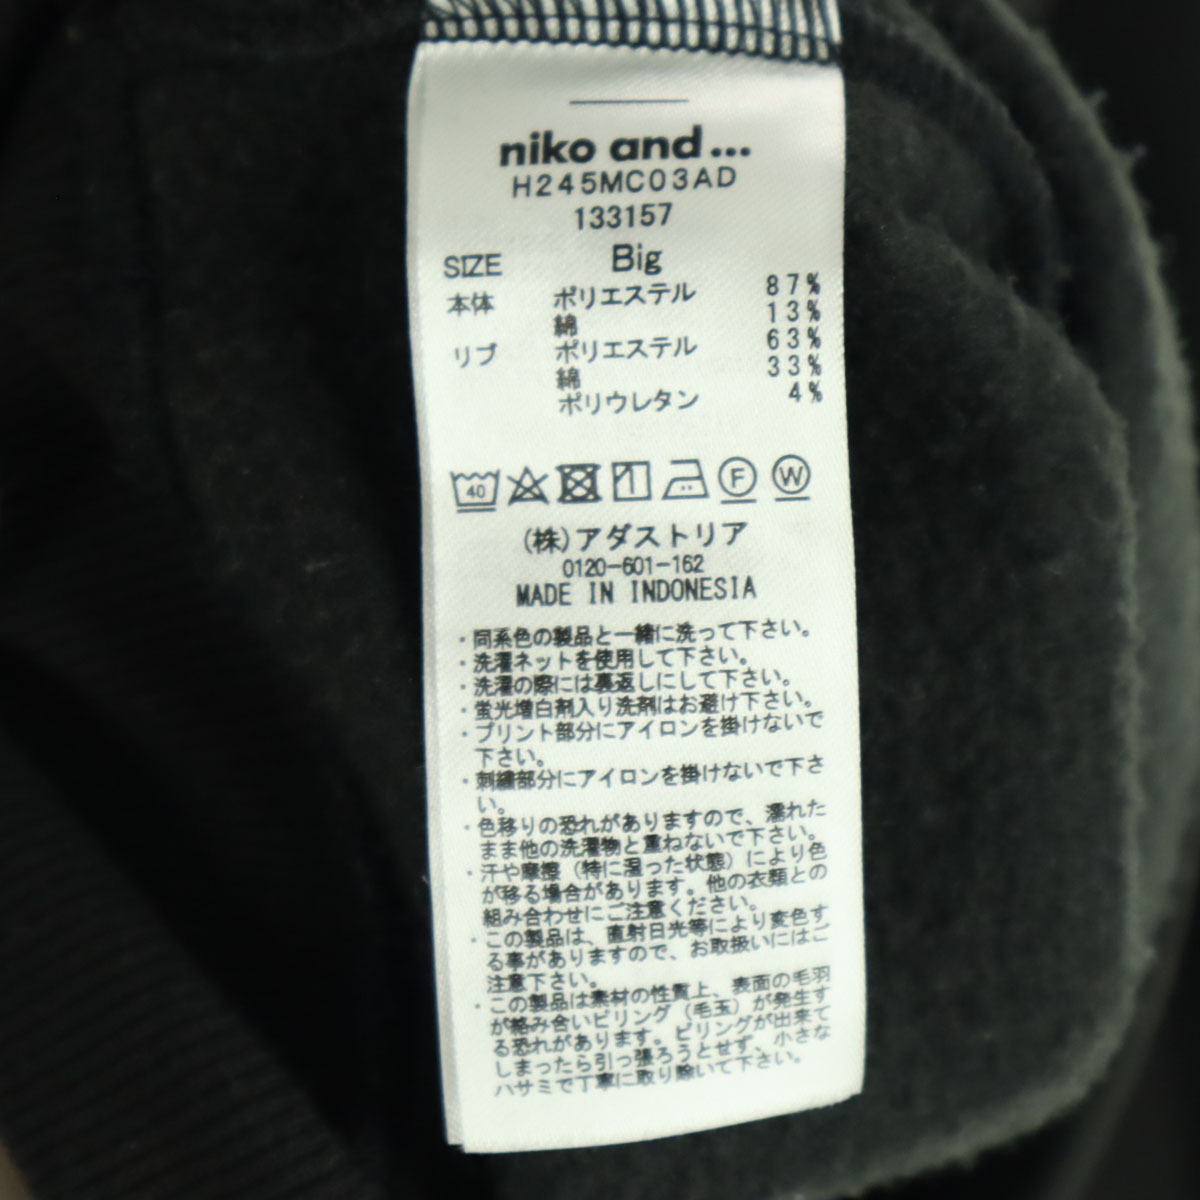 niko and...
H245MC03AD
133157
SIZE Big
本体 ポリエステル 87%
綿 13%
リブ ポリエステル 63%
綿 33%
ポリウレタン 4%
40 F W
(株)アダストリア
0120-601-162
MADE IN INDONESIA
・同系色の製品と一緒に洗って下さい。
・洗濯ネットを使用して下さい。
・洗濯の際には裏返しにして下さい。
・蛍光増白剤入り洗剤はお避け下さい。
・プリント部分にアイロンを掛けないで
下さい。
・刺繍部分にアイロンを掛けないで下さ
い。
・色移りの恐れがありますので、濡れた
まま他の洗濯物と重ねないで下さい。
・汗や摩擦(特に湿った状態)により色
が移る場合があります。他の衣類との
組み合わせにご注意ください。
・この製品は、直射日光等により変色す
る事がありますので、お取扱いにはご
注意下さい。
・この製品は素材の性質上、表面の毛羽
が絡み合いピリング(毛玉)が発生す
る恐れがあります。ピリングが出来て
しまったら引っ張ろうとせず、小さな
ハサミで丁寧に取り除いて下さい。